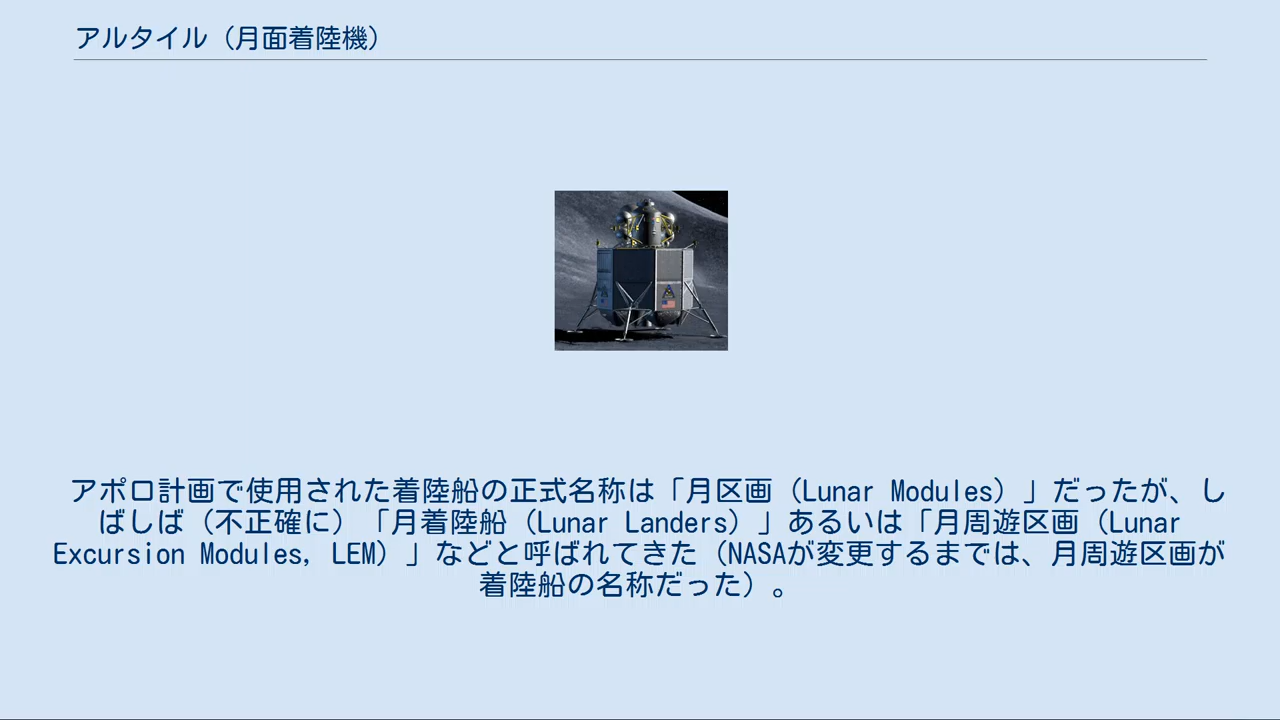 アルタイル（月面着陸機）
アポロ計画で使用された着陸船の正式名称は「月区画（Lunar Modules）」だったが、し
ばしば（不正確に）「月着陸船（Lunar Landers）」あるいは「月周遊区画（Lunar
Excursion Modules, LEM）」などと呼ばれてきた（NASAが変更するまでは、月周遊区画が
着陸船の名称だった）。